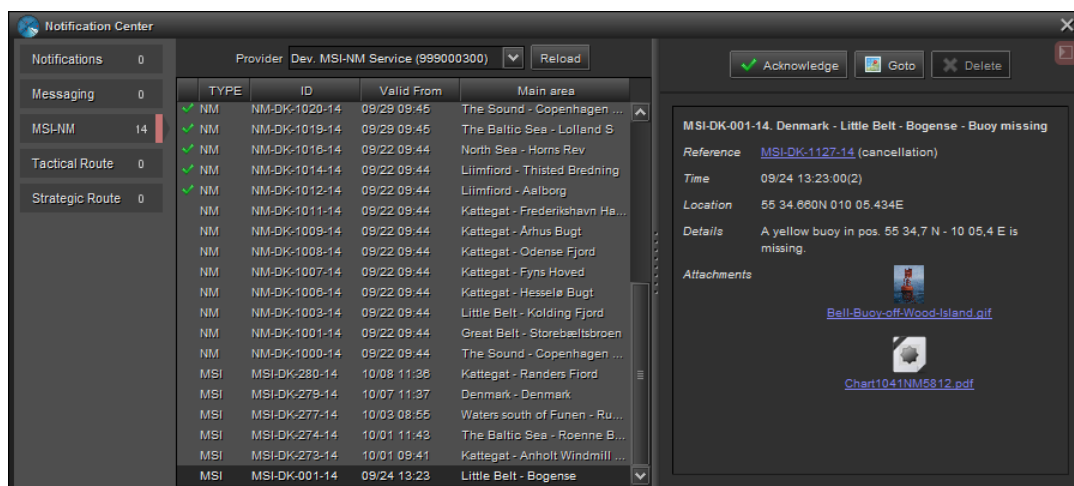 Notification Center
Notifications 0
Messaging 0
MSI-NM 14
Tactical Route 0
Strategic Route 0
Provider Dev. MSI-NM Service (999000300) Reload
TYPE ID Valid From Main area
NM NM-DK-1020-14 09/29 09:45 The Sound - Copenhagen ...
NM NM-DK-1019-14 09/29 09:45 The Baltic Sea - Lolland S
NM NM-DK-1016-14 09/22 09:44 North Sea - Horns Rev
NM NM-DK-1014-14 09/22 09:44 Liimfiord - Thisted Bredning
NM NM-DK-1012-14 09/22 09:44 Liimfiord - Aalborg
NM NM-DK-1011-14 09/22 09:44 Kattegat - Frederikshavn Ha...
NM NM-DK-1009-14 09/22 09:44 Kattegat - Århus Bugt
NM NM-DK-1008-14 09/22 09:44 Kattegat - Odense Fjord
NM NM-DK-1007-14 09/22 09:44 Kattegat - Fyns Hoved
NM NM-DK-1006-14 09/22 09:44 Kattegat - Hesselø Bugt
NM NM-DK-1003-14 09/22 09:44 Little Belt - Kolding Fjord
NM NM-DK-1001-14 09/22 09:44 Great Belt - Storebæltsbroen
NM NM-DK-1000-14 09/22 09:44 The Sound - Copenhagen ...
MSI MSI-DK-280-14 10/08 11:36 Kattegat - Randers Fiord
MSI MSI-DK-279-14 10/07 11:37 Denmark - Denmark
MSI MSI-DK-277-14 10/03 08:55 Waters south of Funen - Ru...
MSI MSI-DK-274-14 10/01 11:43 The Baltic Sea - Roenne B...
MSI MSI-DK-273-14 10/01 09:41 Kattegat - Anholt Windmill ...
MSI MSI-DK-001-14 09/24 13:23 Little Belt - Bogense
Acknowledge Goto Delete
MSI-DK-001-14. Denmark - Little Belt - Bogense - Buoy missing
Reference MSI-DK-1127-14 (cancellation)
Time 09/24 13:23:00(2)
Location 55 34.660N 010 05.434E
Details A yellow buoy in pos. 55 34,7 N - 10 05,4 E is
missing.
Attachments
Bell-Buoy-off-Wood-Island.gif
Chart1041NM5812.pdf